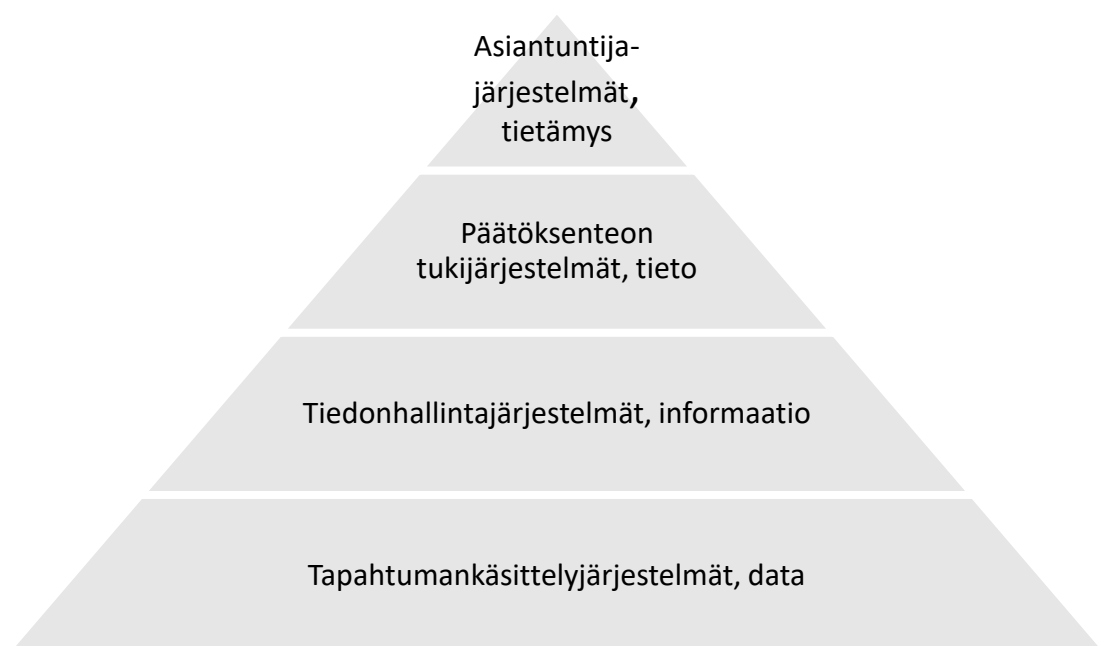 Asiantuntija-
järjestelmät,
tietämys
Päätöksenteon
tukijärjestelmät, tieto
Tiedonhallintajärjestelmät, informaatio
Tapahtumankäsittelyjärjestelmät, data